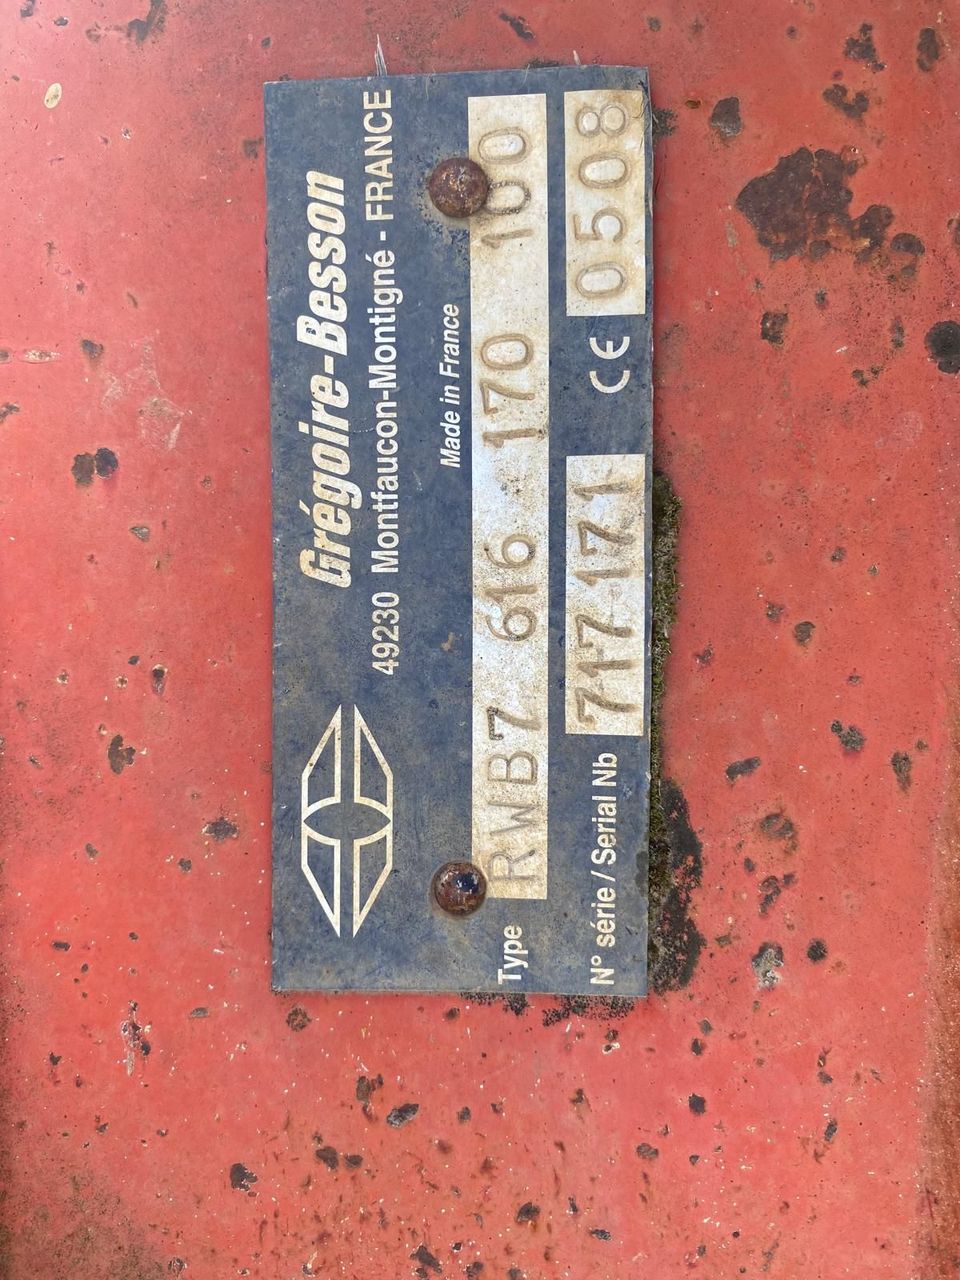 Grégoire-Besson
49230 Montfaucon-Montigné - FRANCE
Made in France
Type RWB7 616 170 100
N° série / Serial Nb 717171 CE 0508